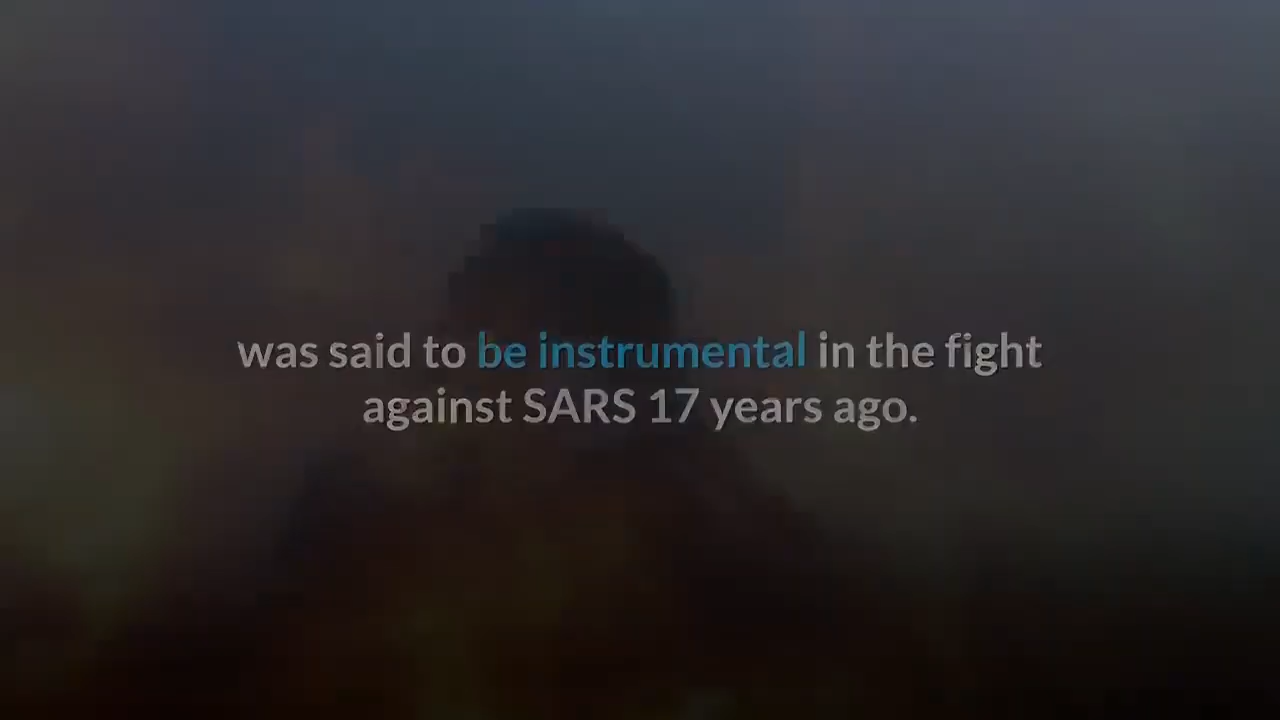 was said to be instrumental in the fight
against SARS 17 years ago.